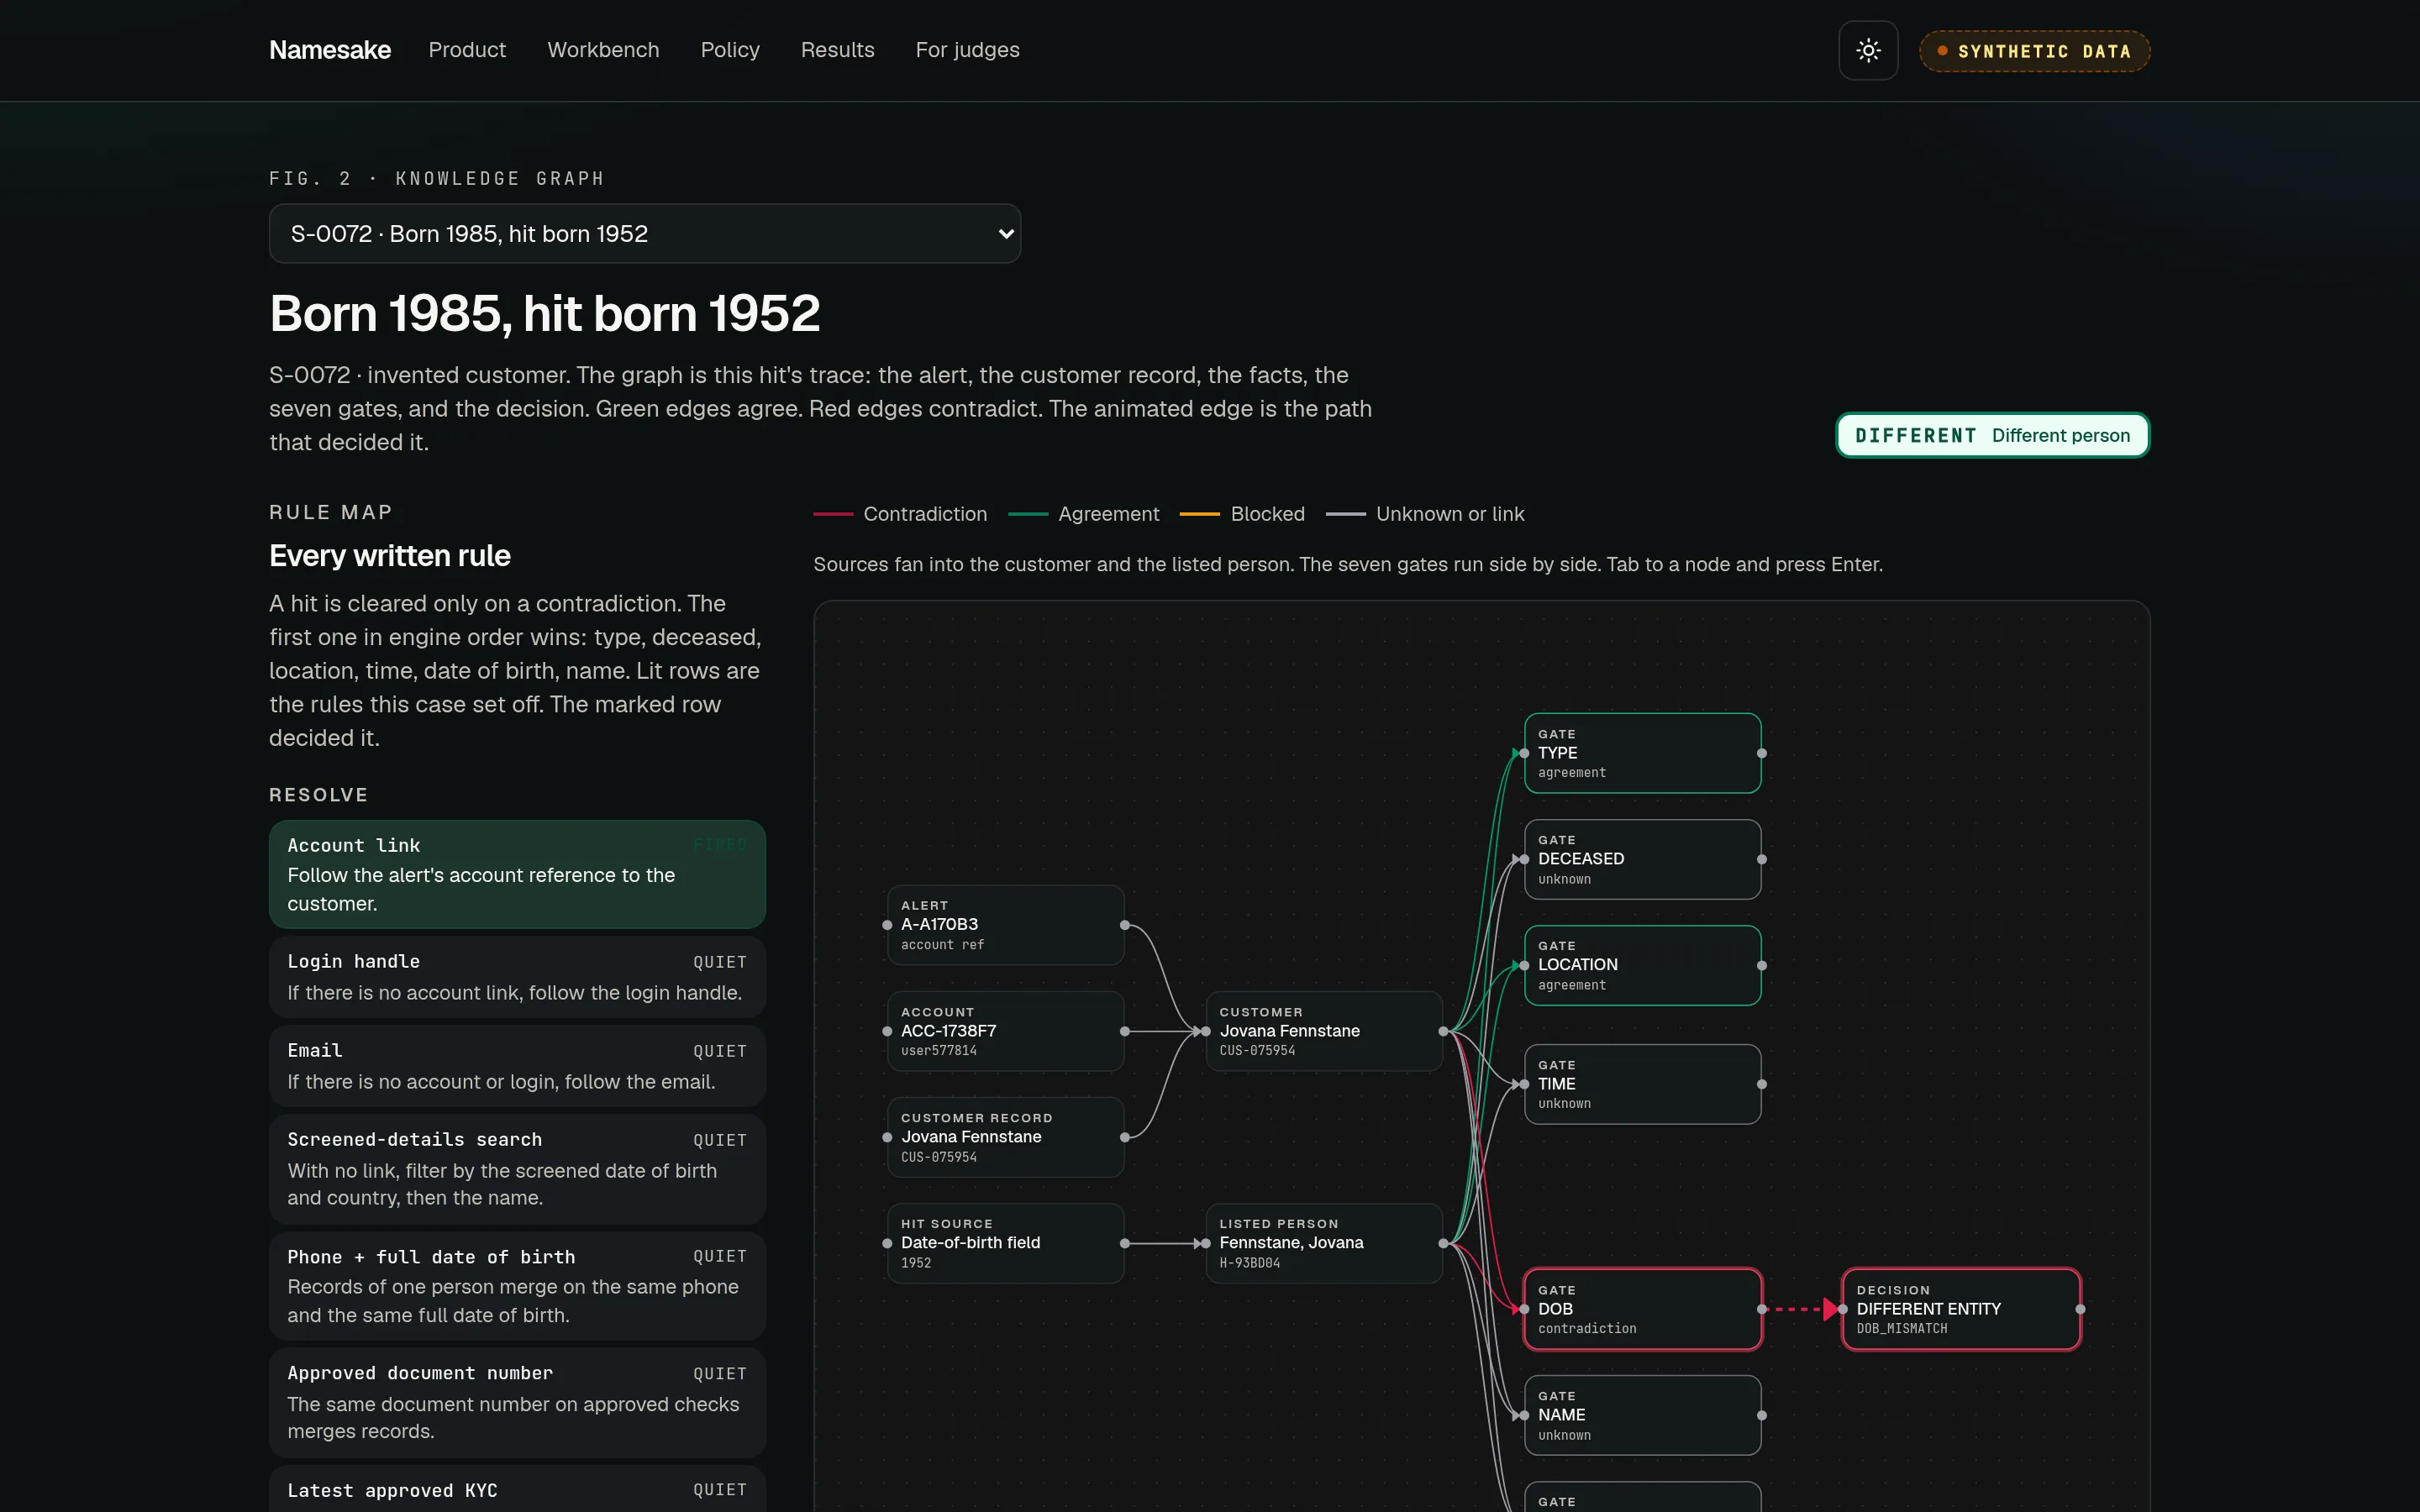 Namesake Product Workbench Policy Results For judges SYNTHETIC DATA
FIG. 2 · KNOWLEDGE GRAPH
S-0072 · Born 1985, hit born 1952
Born 1985, hit born 1952
S-0072 · invented customer. The graph is this hit's trace: the alert, the customer record, the facts, the
seven gates, and the decision. Green edges agree. Red edges contradict. The animated edge is the path
that decided it.
DIFFERENT Different person
RULE MAP
Every written rule
A hit is cleared only on a contradiction. The
first one in engine order wins: type, deceased,
location, time, date of birth, name. Lit rows are
the rules this case set off. The marked row
decided it.
RESOLVE
Account link FIRED
Follow the alert's account reference to the
customer.
Login handle QUIET
If there is no account link, follow the login handle.
Email QUIET
If there is no account or login, follow the email.
Screened-details search QUIET
With no link, filter by the screened date of birth
and country, then the name.
Phone + full date of birth QUIET
Records of one person merge on the same phone
and the same full date of birth.
Approved document number QUIET
The same document number on approved checks
merges records.
Latest approved KYC QUIET
Contradiction Agreement Blocked Unknown or link
Sources fan into the customer and the listed person. The seven gates run side by side. Tab to a node and press Enter.
ALERT
A-A170B3
account ref
ACCOUNT
ACC-1738F7
user577814
CUSTOMER RECORD
Jovana Fennstane
CUS-075954
HIT SOURCE
Date-of-birth field
1952
CUSTOMER
Jovana Fennstane
CUS-075954
LISTED PERSON
Fennstane, Jovana
H-93BD04
GATE
TYPE
agreement
GATE
DECEASED
unknown
GATE
LOCATION
agreement
GATE
TIME
unknown
GATE
DOB
contradiction
DECISION
DIFFERENT ENTITY
DOB_MISMATCH
GATE
NAME
unknown
GATE